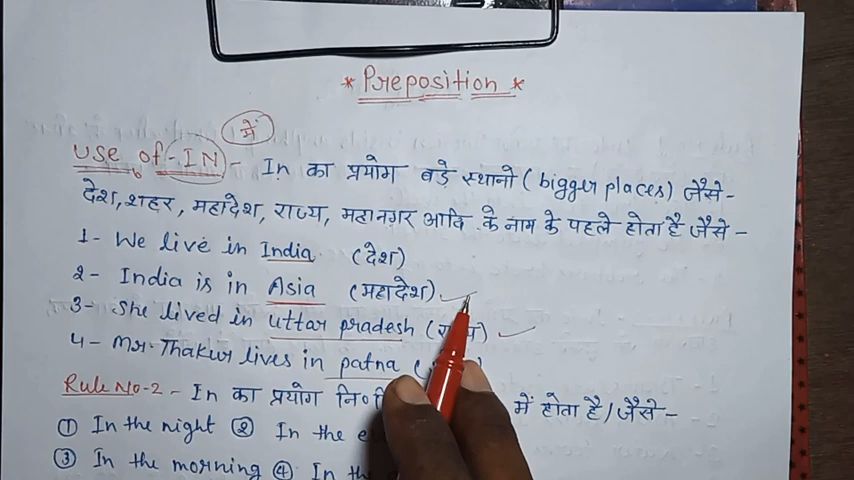 * Preposition *
में
Use of - IN - In का प्रयोग बड़े स्थानो (bigger places) जैसे-
देश, शहर, महादेश, राज्य, महानगर आदि के नाम के पहले होता है जैसे-
1- We live in India (देश)
2- India is in Asia (महादेश)
3- She lived in uttar pradesh (
4- Mr. Thakur lives in patna (
Rule No-2 - In का प्रयोग में होता है/जैसे-
① In the night ② In the
③ In the morning ④ In the